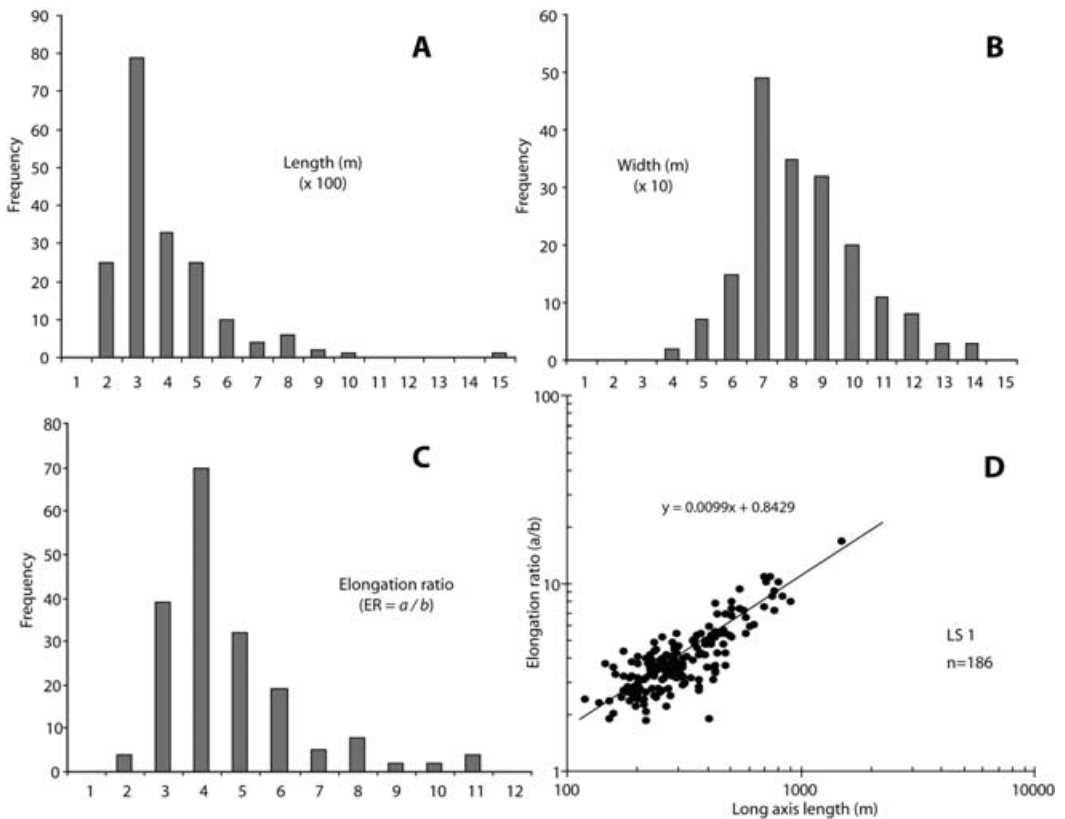 A
90
80
70
60
50
40
30
20
10
0
Frequency
Length (m)
(x 100)
1 2 3 4 5 6 7 8 9 10 11 12 13 14 15
B
60
50
40
30
20
10
0
Frequency
Width (m)
(x 10)
1 2 3 4 5 6 7 8 9 10 11 12 13 14 15
C
80
70
60
50
40
30
20
10
0
Frequency
Elongation ratio
(ER = a / b)
1 2 3 4 5 6 7 8 9 10 11 12
D
100
10
1
Elongation ratio (a/b)
y = 0.0099x + 0.8429
LS 1
n=186
100 1000 10000
Long axis length (m)